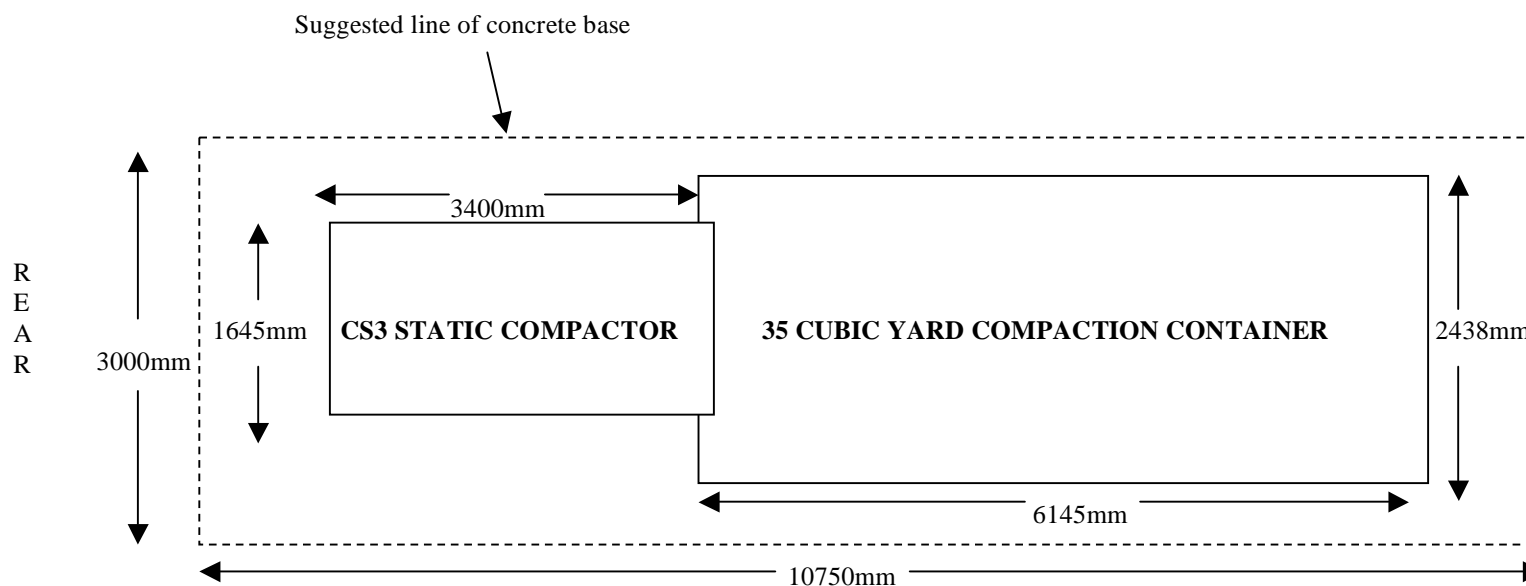 Suggested line of concrete base
3400mm
R
E
A
R
1645mm
CS3 STATIC COMPACTOR
35 CUBIC YARD COMPACTION CONTAINER
2438mm
3000mm
6145mm
10750mm